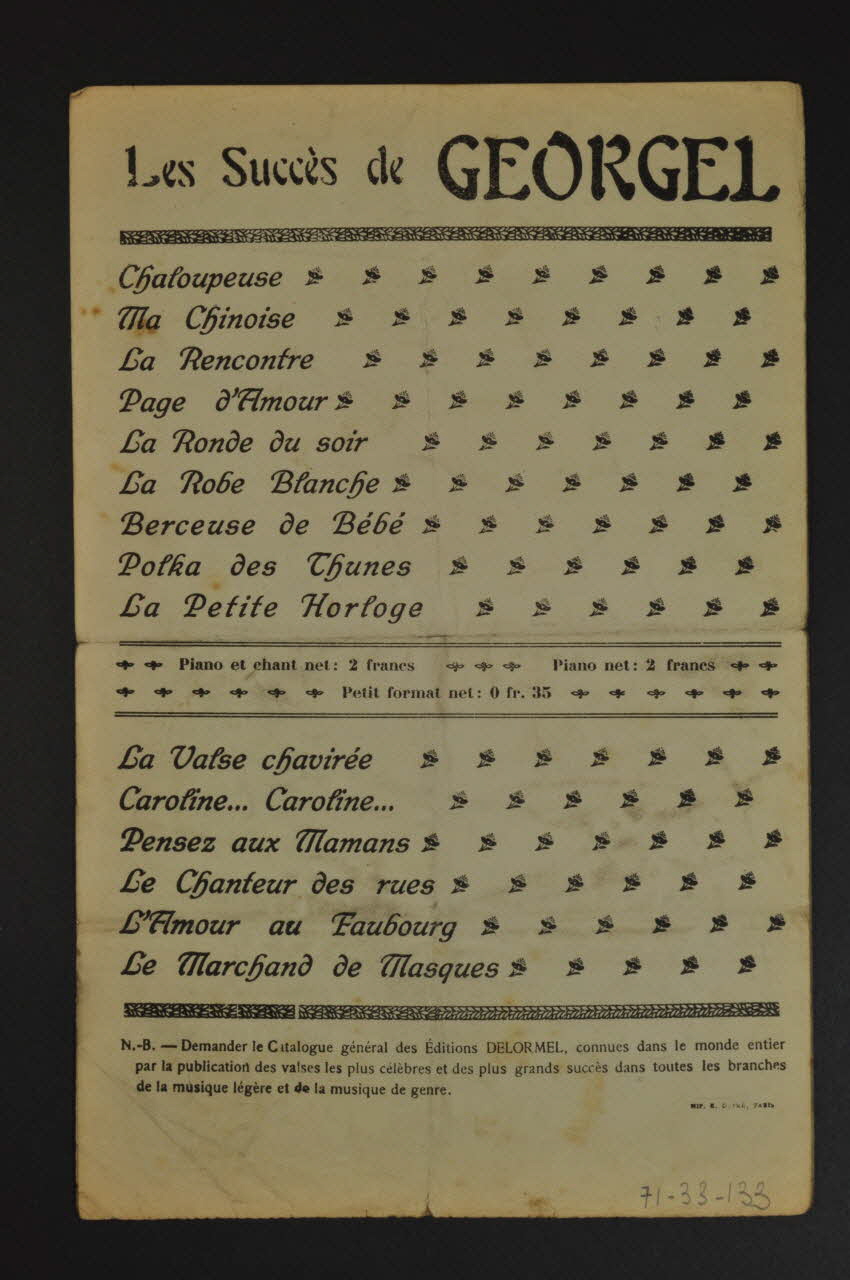 Les Succès de GEORGEL
Chaloupeuse
Ma Chinoise
La Rencontre
Page d'Amour
La Ronde du soir
La Robe Blanche
Berceuse de Bébé
Polka des Thunes
La Petite Horloge
Piano et chant net: 2 francs Piano net: 2 francs
Petit format net: 0 fr. 35
La Valse chavirée
Caroline... Caroline...
Pensez aux Mamans
Le Chanteur des rues
L'Amour au Faubourg
Le Marchand de Masques
N.-B. — Demander le Catalogue général des Éditions DELORMEL, connues dans le monde entier
par la publication des valses les plus célèbres et des plus grands succès dans toutes les branches
de la musique légère et de la musique de genre.
PARIS
71-33-133